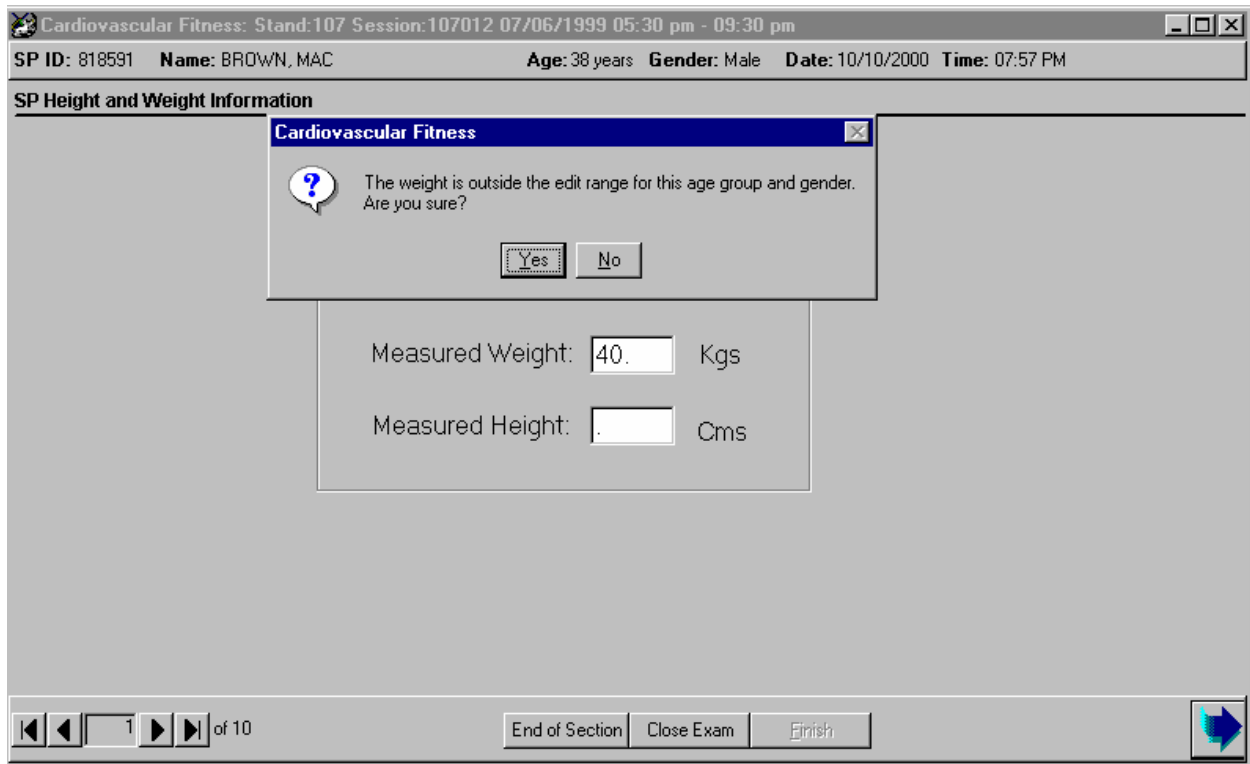 Cardiovascular Fitness: Stand:107 Session:107012 07/06/1999 05:30 pm - 09:30 pm
SP ID: 818591 Name: BROWN, MAC Age: 38 years Gender: Male Date: 10/10/2000 Time: 07:57 PM
SP Height and Weight Information
Cardiovascular Fitness
The weight is outside the edit range for this age group and gender.
Are you sure?
Yes No
Measured Weight: 40. Kgs
Measured Height: . Cms
1 of 10 End of Section Close Exam Finish